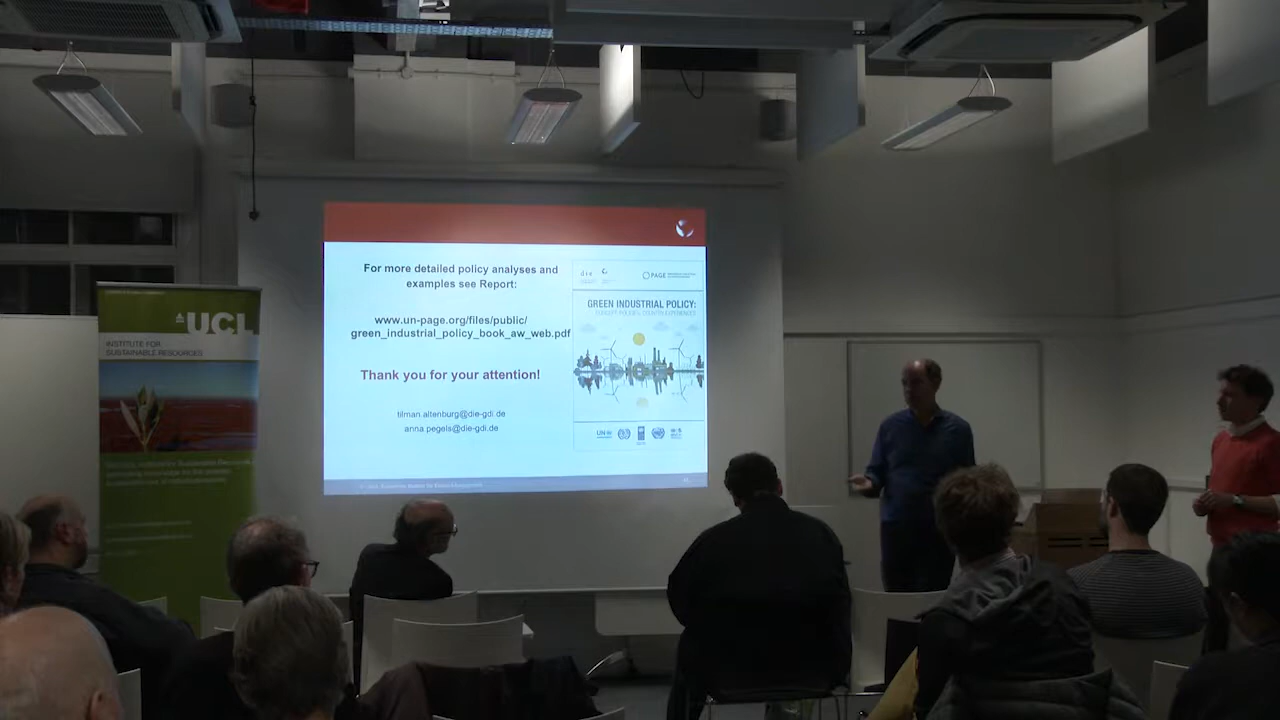 UCL
INSTITUTE FOR
SUSTAINABLE RESOURCES
For more detailed policy analyses and
examples see Report:
www.un-page.org/files/public/
green_industrial_policy_book_aw_web.pdf
Thank you for your attention!
tilman.altenburg@die-gdi.de
anna.pegels@die-gdi.de
die
PAGE
GREEN INDUSTRIAL POLICY:
UN